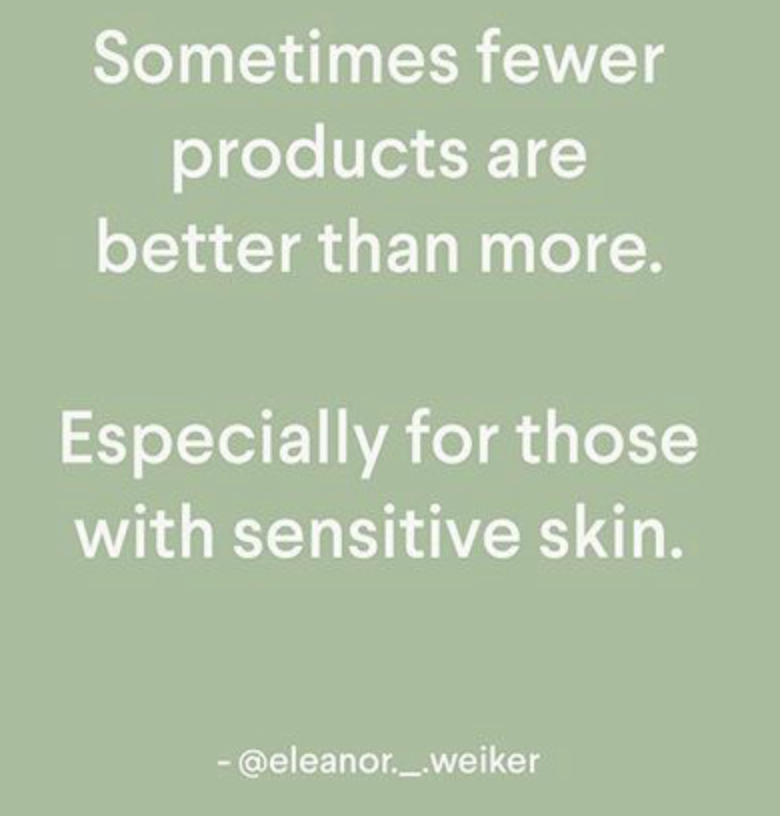 Sometimes fewer
products are
better than more.
Especially for those
with sensitive skin.
- @eleanor._.weiker